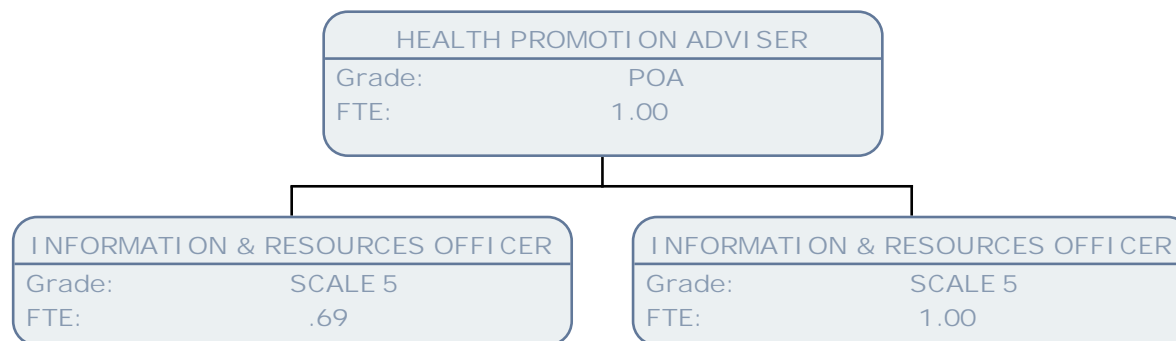 HEALTH PROMOTION ADVISER
Grade: POA
FTE: 1.00
INFORMATION & RESOURCES OFFICER
Grade: SCALE 5
FTE: .69
INFORMATION & RESOURCES OFFICER
Grade: SCALE 5
FTE: 1.00